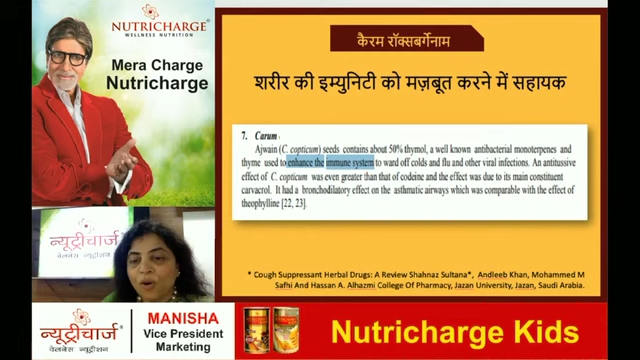 NUTRICHARGE
WELLNESS NUTRITION
Mera Charge
Nutricharge
कैरम रॉक्सबर्गेनाम
शरीर की इम्युनिटी को मज़बूत करने में सहायक
7. Carum
Ajwain (C. copticum) seeds contains about 50% thymol, a well known antibacterial monoterpenes and
thyme used to enhance the immune system to ward off colds and flu and other viral infections. An antitussive
effect of C. copticum was even greater than that of codeine and the effect was due to its main constituent
carvacrol. It had a bronchodilatory effect on the asthmatic airways which was comparable with the effect of
theophylline [22, 23].
* Cough Suppressant Herbal Drugs: A Review Shahnaz Sultana*, Andleeb Khan, Mohammed M
Safhi And Hassan A. Alhazmi College Of Pharmacy, Jazan University, Jazan, Saudi Arabia.
न्यूट्रीचार्ज
वेलनेस न्यूट्रीशन
न्यूट्रीचार्ज
वेलनेस न्यूट्रीशन
MANISHA
Vice President
Marketing
Nutricharge Kids